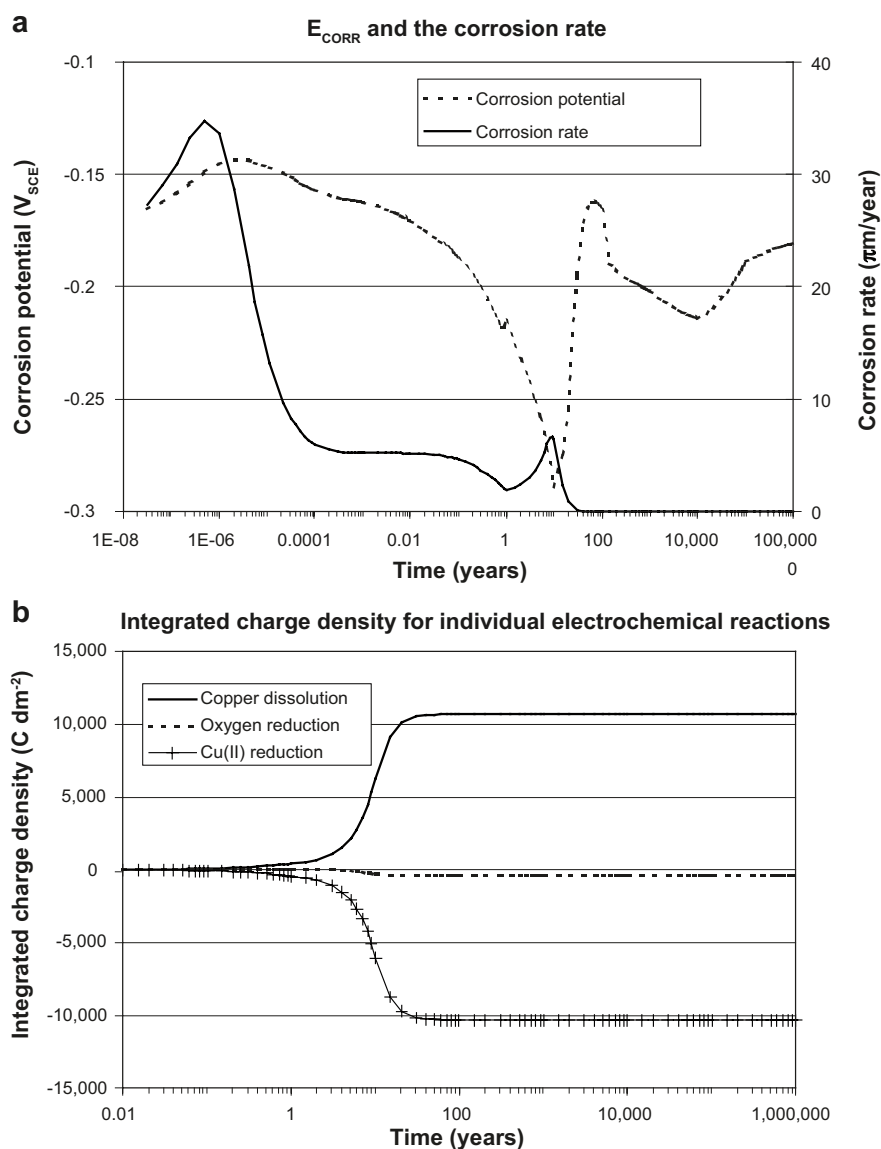 a
E_CORR and the corrosion rate
-0.1
-0.15
-0.2
-0.25
-0.3
Corrosion potential (V_SCE)
40
30
20
10
0
Corrosion rate (πm/year)
Corrosion potential
Corrosion rate
1E-08 1E-06 0.0001 0.01 1 100 10,000 100,000
0
Time (years)
b
Integrated charge density for individual electrochemical reactions
15,000
10,000
5,000
0
-5,000
-10,000
-15,000
Integrated charge density (C dm⁻²)
Copper dissolution
Oxygen reduction
Cu(II) reduction
0.01 1 100 10,000 1,000,000
Time (years)